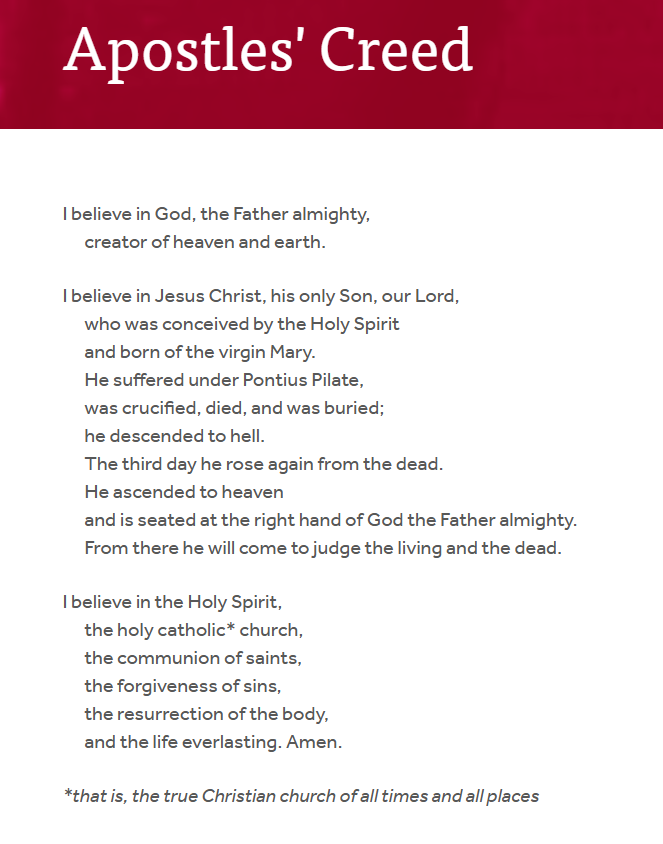 Apostles' Creed
I believe in God, the Father almighty,
creator of heaven and earth.
I believe in Jesus Christ, his only Son, our Lord,
who was conceived by the Holy Spirit
and born of the virgin Mary.
He suffered under Pontius Pilate,
was crucified, died, and was buried;
he descended to hell.
The third day he rose again from the dead.
He ascended to heaven
and is seated at the right hand of God the Father almighty.
From there he will come to judge the living and the dead.
I believe in the Holy Spirit,
the holy catholic* church,
the communion of saints,
the forgiveness of sins,
the resurrection of the body,
and the life everlasting. Amen.
*that is, the true Christian church of all times and all places